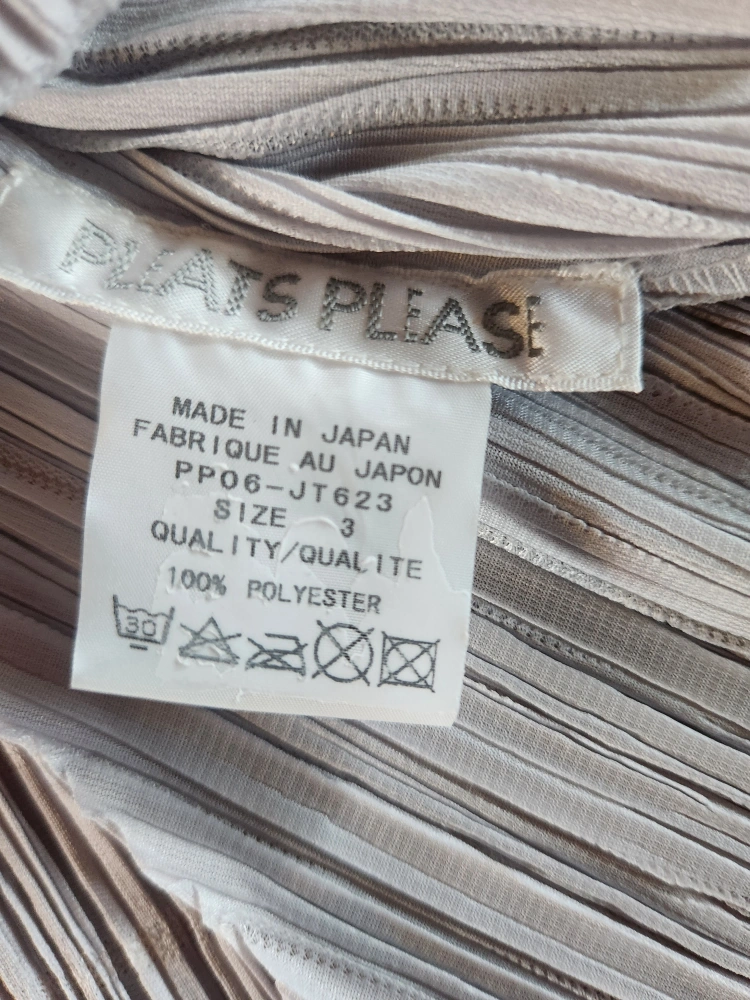 PLEATS PLEASE
MADE IN JAPAN
FABRIQUE AU JAPON
PP06-JT623
SIZE 3
QUALITY/QUALITE
100% POLYESTER
30